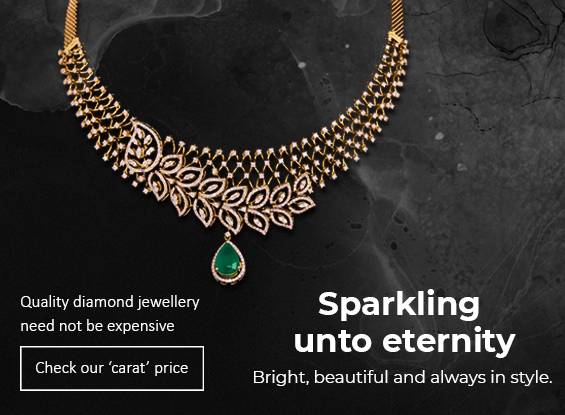 Quality diamond jewellery
need not be expensive
Check our ‘carat’ price
Sparkling
unto eternity
Bright, beautiful and always in style.